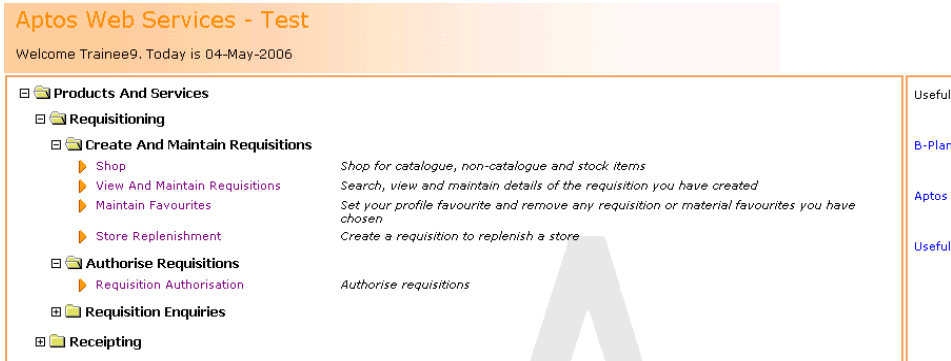 Aptos Web Services - Test
Welcome Trainee9. Today is 04-May-2006
Products And Services
Requisitioning
Create And Maintain Requisitions
Shop Shop for catalogue, non-catalogue and stock items
View And Maintain Requisitions Search, view and maintain details of the requisition you have created
Maintain Favourites Set your profile favourite and remove any requisition or material favourites you have
chosen
Store Replenishment Create a requisition to replenish a store
Authorise Requisitions
Requisition Authorisation Authorise requisitions
Requisition Enquiries
Receipting
Useful
B-Plan
Aptos
Useful